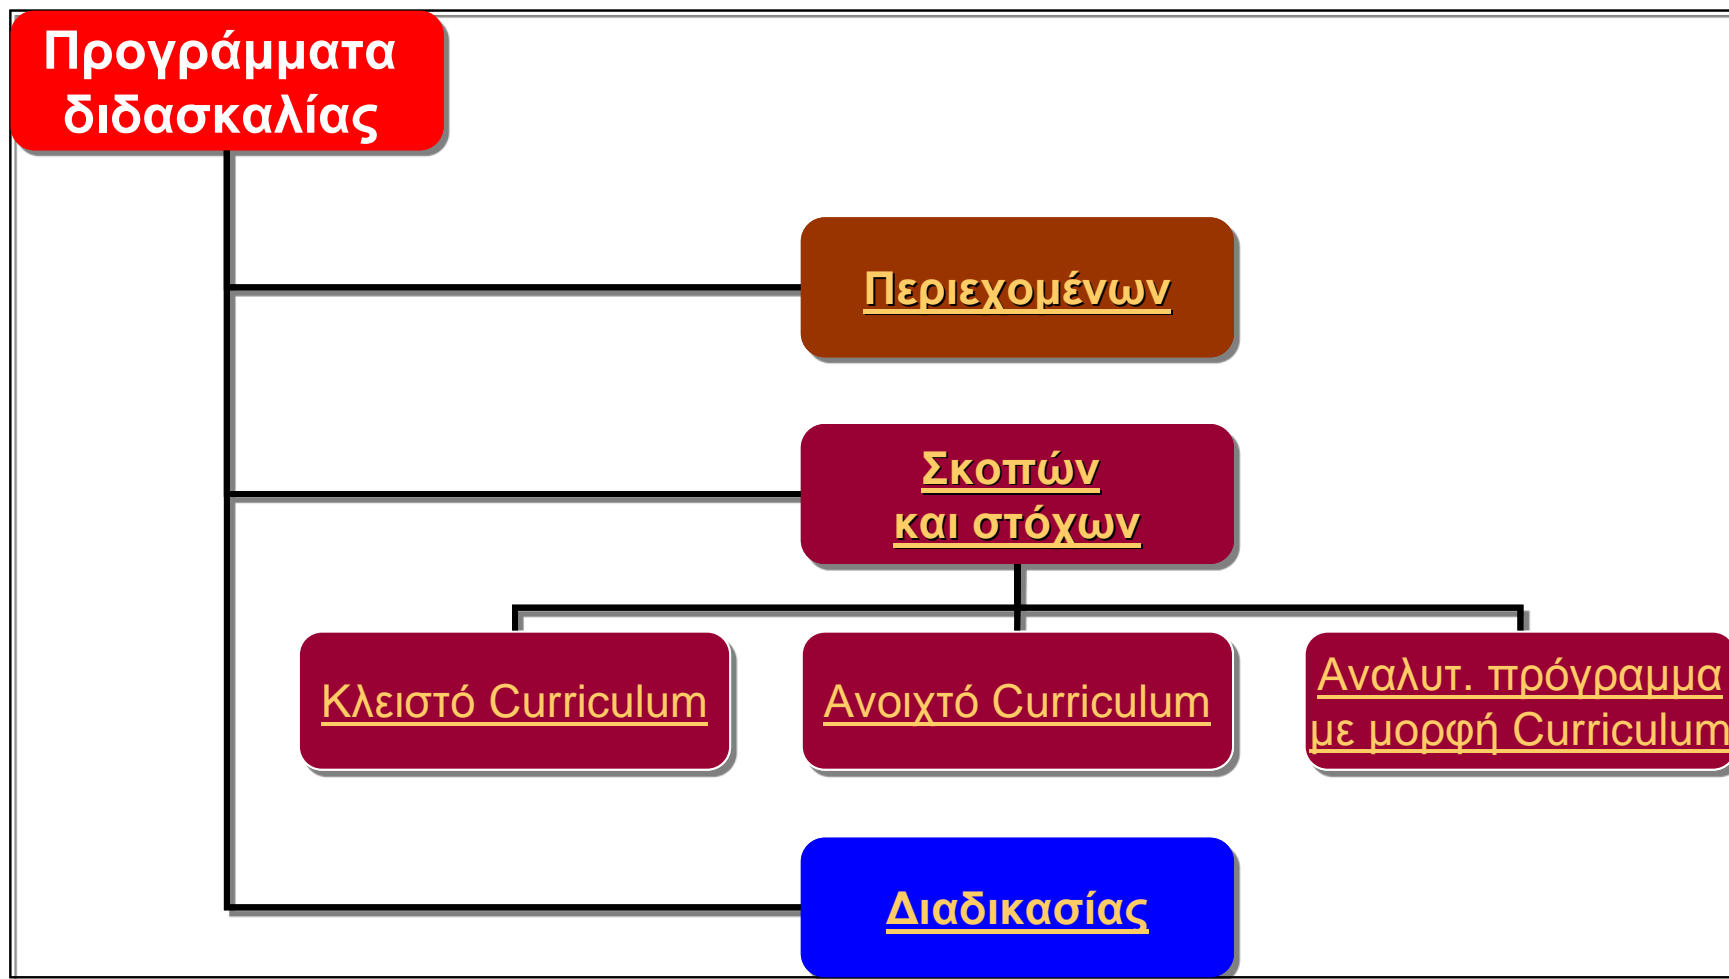 Προγράμματα
διδασκαλίας
Περιεχομένων
Σκοπών
και στόχων
Κλειστό Curriculum
Ανοιχτό Curriculum
Αναλυτ. πρόγραμμα
με μορφή Curriculum
Διαδικασίας